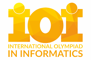 ioi
INTERNATIONAL OLYMPIAD
IN INFORMATICS